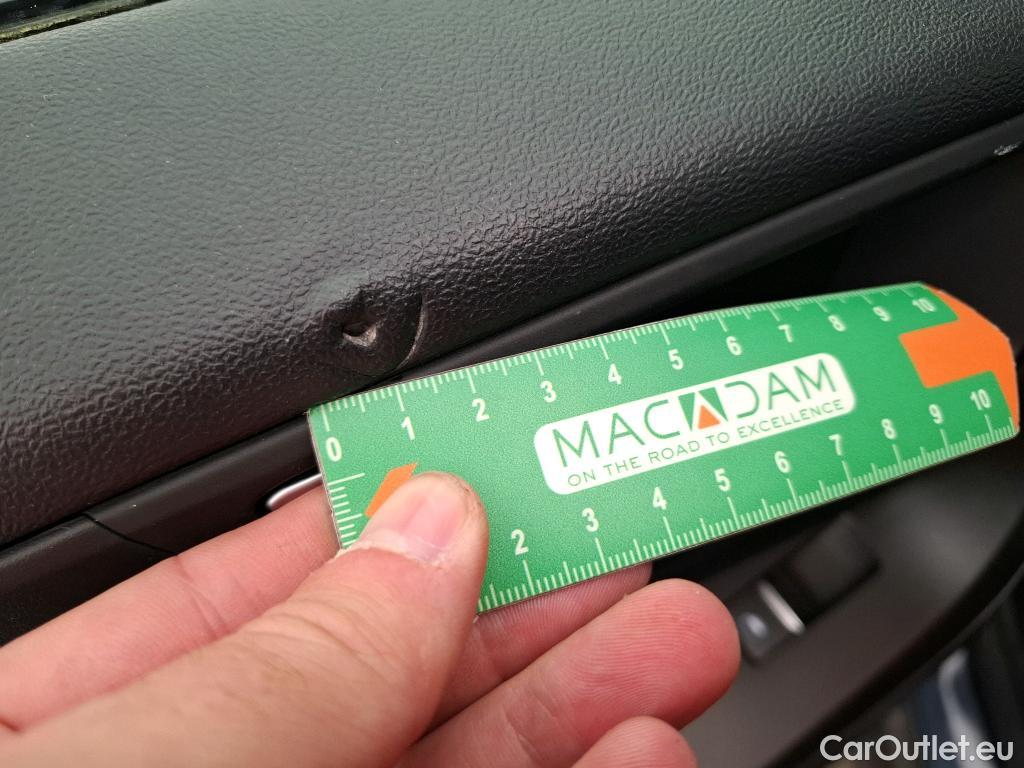 0 1 2 3 4 5 6 7 8 9 10
MACADAM
ON THE ROAD TO EXCELLENCE
2 3 4 5 6 7 8 9 10
CarOutlet.eu